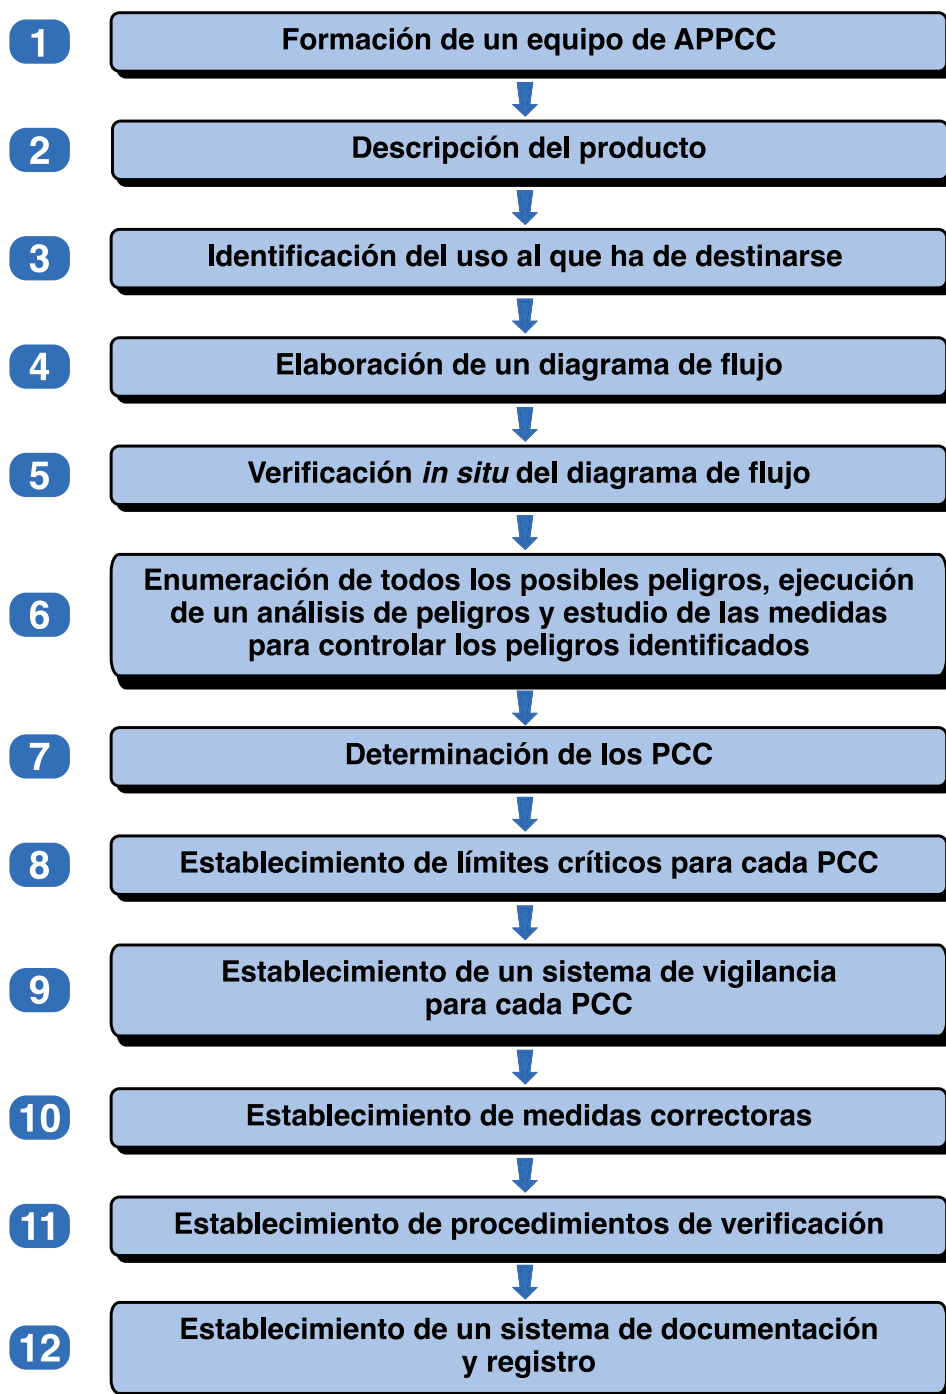 1
Formación de un equipo de APPCC
2
Descripción del producto
3
Identificación del uso al que ha de destinarse
4
Elaboración de un diagrama de flujo
5
Verificación in situ del diagrama de flujo
6
Enumeración de todos los posibles peligros, ejecución
de un análisis de peligros y estudio de las medidas
para controlar los peligros identificados
7
Determinación de los PCC
8
Establecimiento de límites críticos para cada PCC
9
Establecimiento de un sistema de vigilancia
para cada PCC
10
Establecimiento de medidas correctoras
11
Establecimiento de procedimientos de verificación
12
Establecimiento de un sistema de documentación
y registro